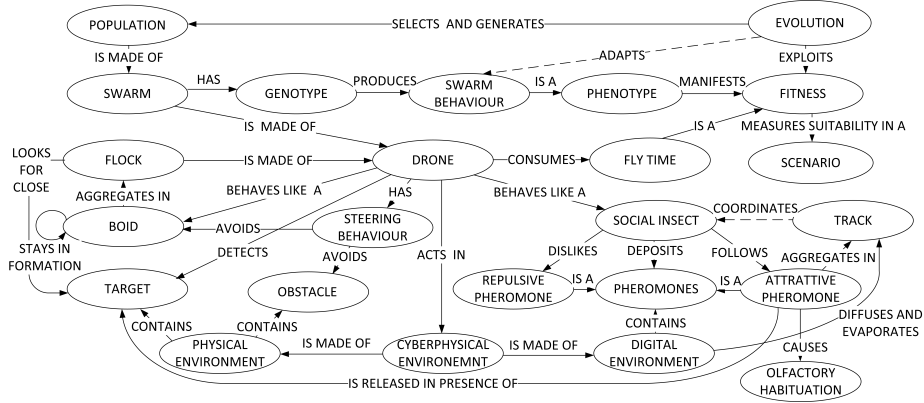 POPULATION
SELECTS AND GENERATES
EVOLUTION
IS MADE OF
ADAPTS
EXPLOITS
SWARM
HAS
GENOTYPE
PRODUCES
SWARM
BEHAVIOUR
IS A
PHENOTYPE
MANIFESTS
FITNESS
IS MADE OF
IS A
MEASURES SUITABILITY IN A
LOOKS
FOR
CLOSE
FLOCK
IS MADE OF
DRONE
CONSUMES
FLY TIME
SCENARIO
AGGREGATES IN
BEHAVES LIKE A
HAS
BEHAVES LIKE A
BOID
AVOIDS
STEERING
BEHAVIOUR
SOCIAL INSECT
COORDINATES
TRACK
STAYS IN
FORMATION
DETECTS
AVOIDS
ACTS IN
DISLIKES
DEPOSITS
FOLLOWS
AGGREGATES IN
TARGET
OBSTACLE
REPULSIVE
PHEROMONE
IS A
PHEROMONES
IS A
ATTRATTIVE
PHEROMONE
CONTAINS
CONTAINS
CONTAINS
DIFFUSES AND
EVAPORATES
PHYSICAL
ENVIRONMENT
IS MADE OF
CYBERPHYSICAL
ENVIRONEMNT
IS MADE OF
DIGITAL
ENVIRONMENT
CAUSES
IS RELEASED IN PRESENCE OF
OLFACTORY
HABITUATION